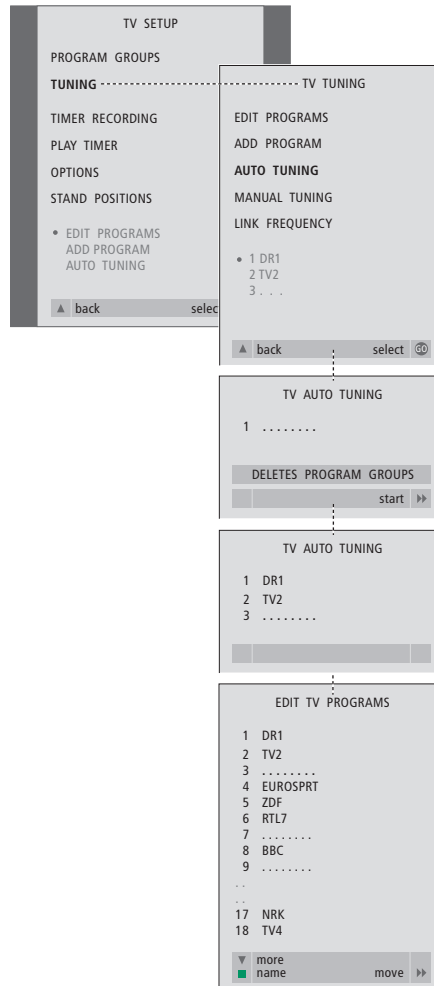 TV SETUP
PROGRAM GROUPS
TUNING
TIMER RECORDING
PLAY TIMER
OPTIONS
STAND POSITIONS
• EDIT PROGRAMS
ADD PROGRAM
AUTO TUNING
▲ back selec
TV TUNING
EDIT PROGRAMS
ADD PROGRAM
AUTO TUNING
MANUAL TUNING
LINK FREQUENCY
• 1 DR1
2 TV2
3 . . .
▲ back select GO
TV AUTO TUNING
1 ........
DELETES PROGRAM GROUPS
start
TV AUTO TUNING
1 DR1
2 TV2
3 ........
EDIT TV PROGRAMS
1 DR1
2 TV2
3 ........
4 EUROSPRT
5 ZDF
6 RTL7
7 ........
8 BBC
9 ........
. .
. .
17 NRK
18 TV4
▼ more
name move